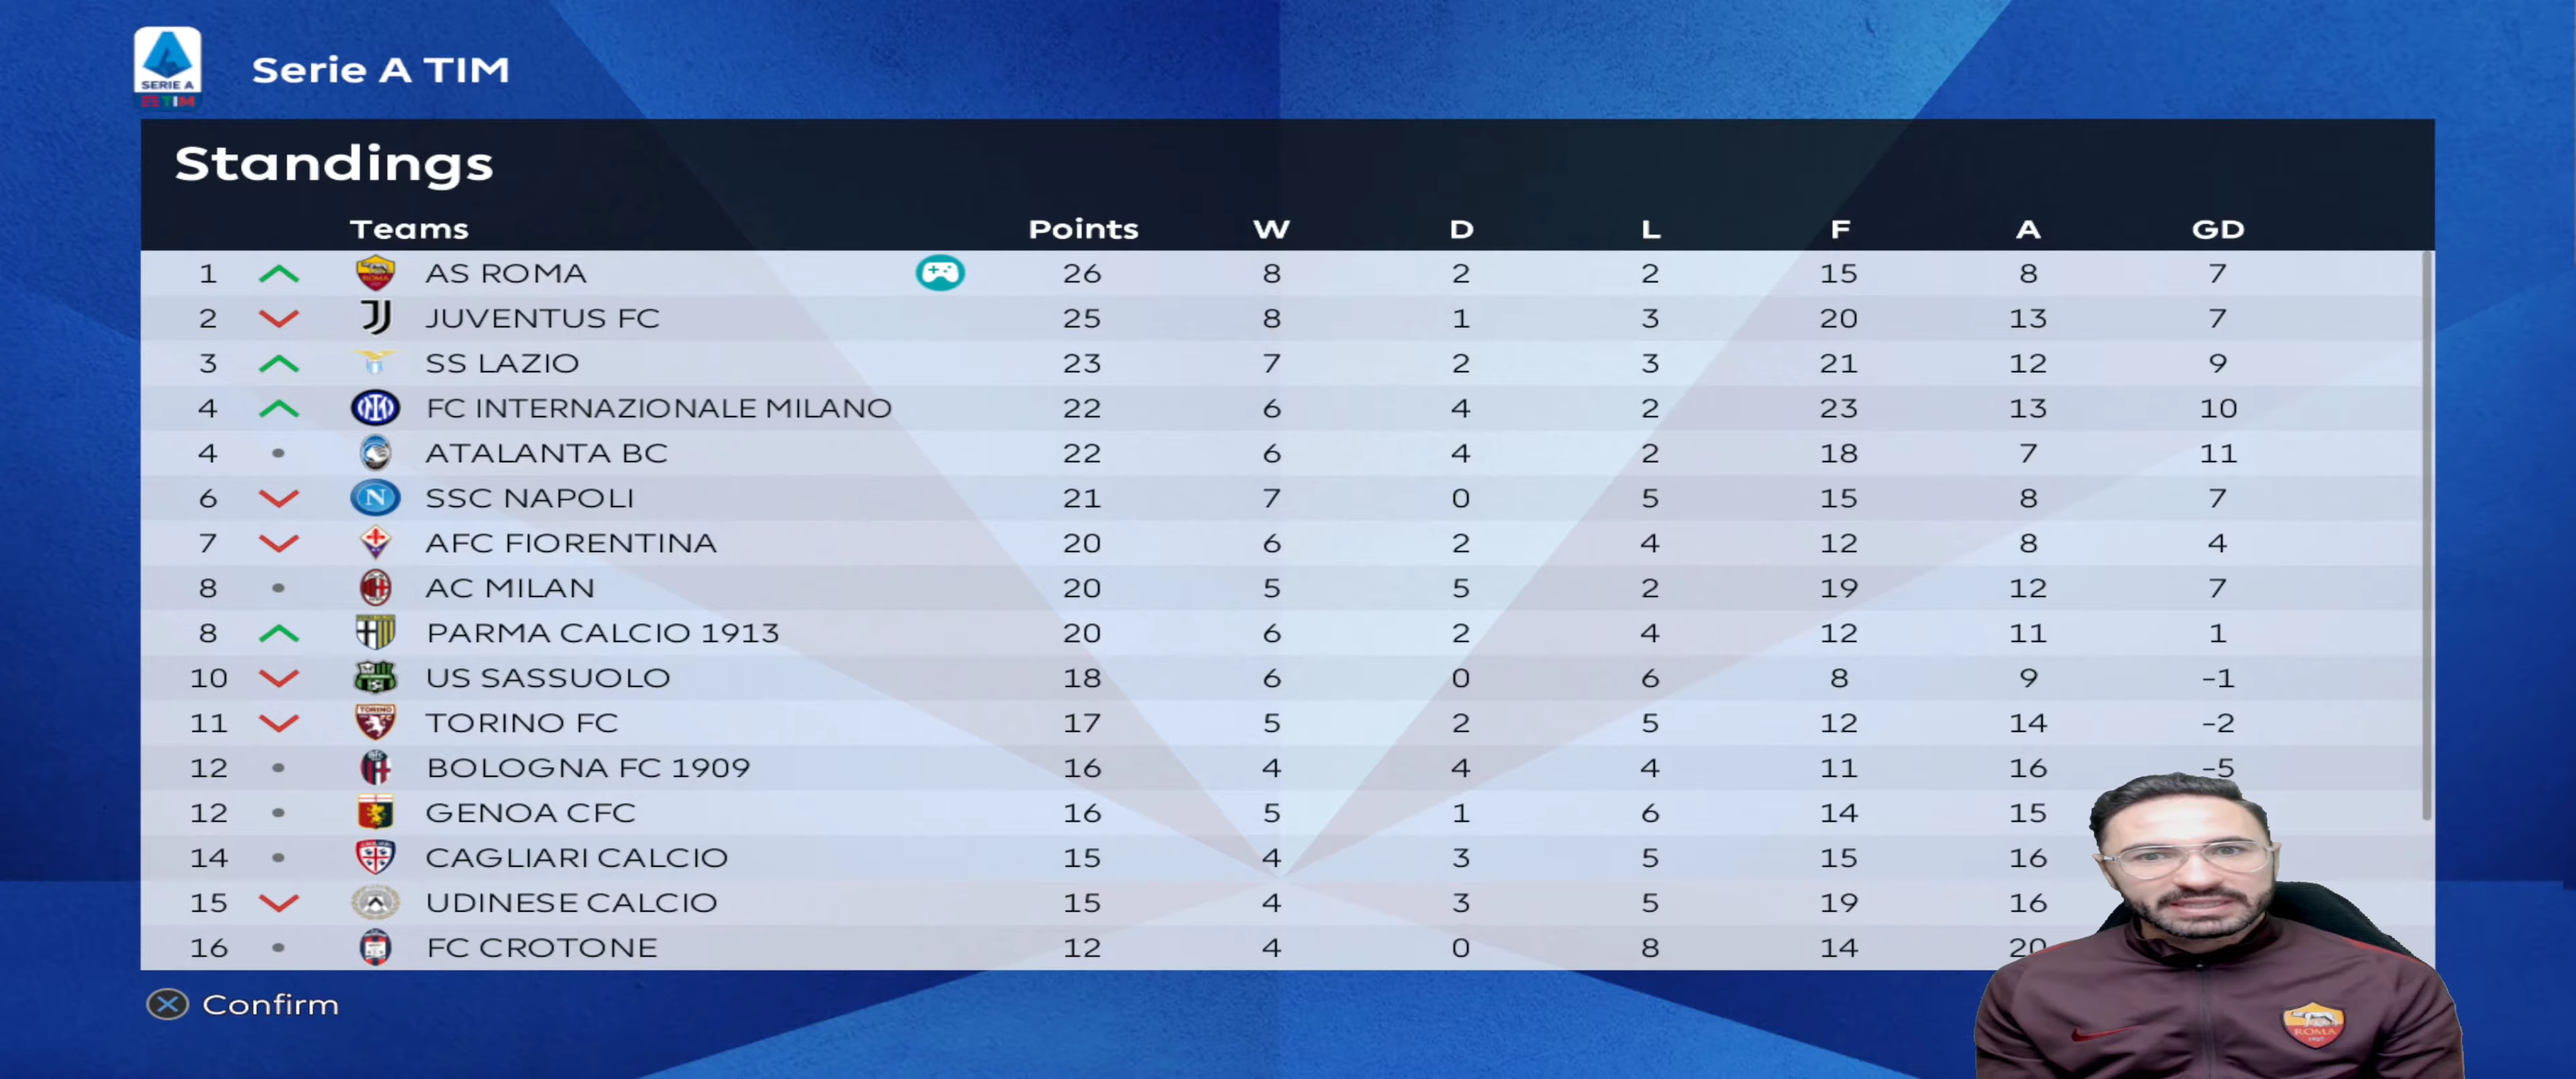 SERIE A
TIM
Serie A TIM
Standings
Teams Points W D L F A GD
1 AS ROMA 26 8 2 2 15 8 7
2 JUVENTUS FC 25 8 1 3 20 13 7
3 SS LAZIO 23 7 2 3 21 12 9
4 FC INTERNAZIONALE MILANO 22 6 4 2 23 13 10
4 ATALANTA BC 22 6 4 2 18 7 11
6 SSC NAPOLI 21 7 0 5 15 8 7
7 AFC FIORENTINA 20 6 2 4 12 8 4
8 AC MILAN 20 5 5 2 19 12 7
8 PARMA CALCIO 1913 20 6 2 4 12 11 1
10 US SASSUOLO 18 6 0 6 8 9 -1
11 TORINO FC 17 5 2 5 12 14 -2
12 BOLOGNA FC 1909 16 4 4 4 11 16 -5
12 GENOA CFC 16 5 1 6 14 15
14 CAGLIARI CALCIO 15 4 3 5 15 16
15 UDINESE CALCIO 15 4 3 5 19 16
16 FC CROTONE 12 4 0 8 14 20
Confirm
ROMA